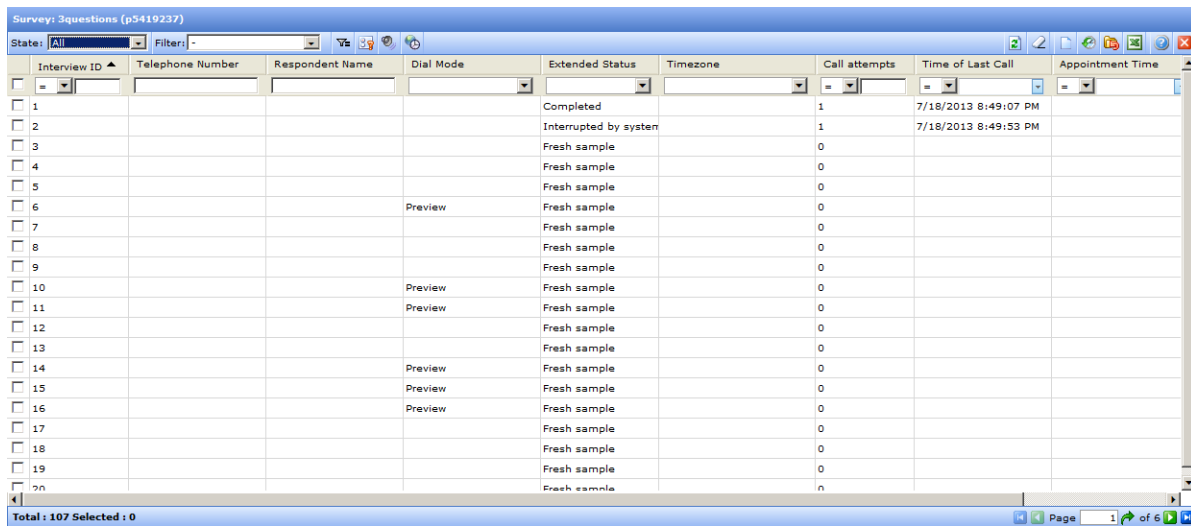 Survey: 3questions (p5419237)
State: All Filter: -
Interview ID Telephone Number Respondent Name Dial Mode Extended Status Timezone Call attempts Time of Last Call Appointment Time
= = = =
1 Completed 1 7/18/2013 8:49:07 PM
2 Interrupted by system 1 7/18/2013 8:49:53 PM
3 Fresh sample 0
4 Fresh sample 0
5 Fresh sample 0
6 Preview Fresh sample 0
7 Fresh sample 0
8 Fresh sample 0
9 Fresh sample 0
10 Preview Fresh sample 0
11 Preview Fresh sample 0
12 Fresh sample 0
13 Fresh sample 0
14 Preview Fresh sample 0
15 Preview Fresh sample 0
16 Preview Fresh sample 0
17 Fresh sample 0
18 Fresh sample 0
19 Fresh sample 0
20 Fresh sample 0
Total : 107 Selected : 0 Page 1 of 6